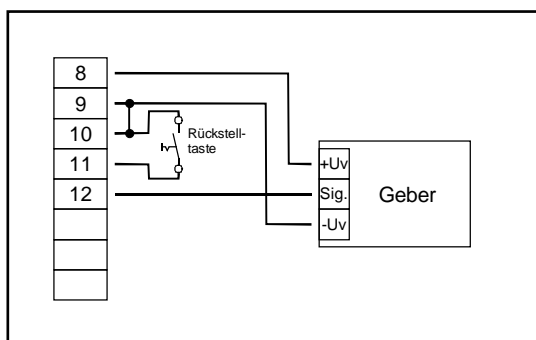 8
9
10
11
12
Rückstell-
taste
+Uv
Sig.
-Uv
Geber